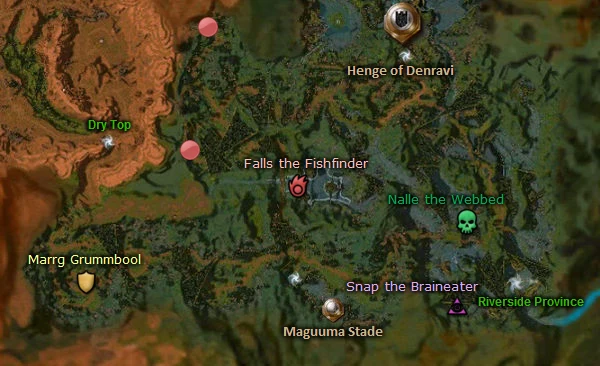 Henge of Denravi
Dry Top
Falls the Fishfinder
Nalle the Webbed
Marrg Grummbool
Snap the Braineater
Riverside Province
Maguuma Stade